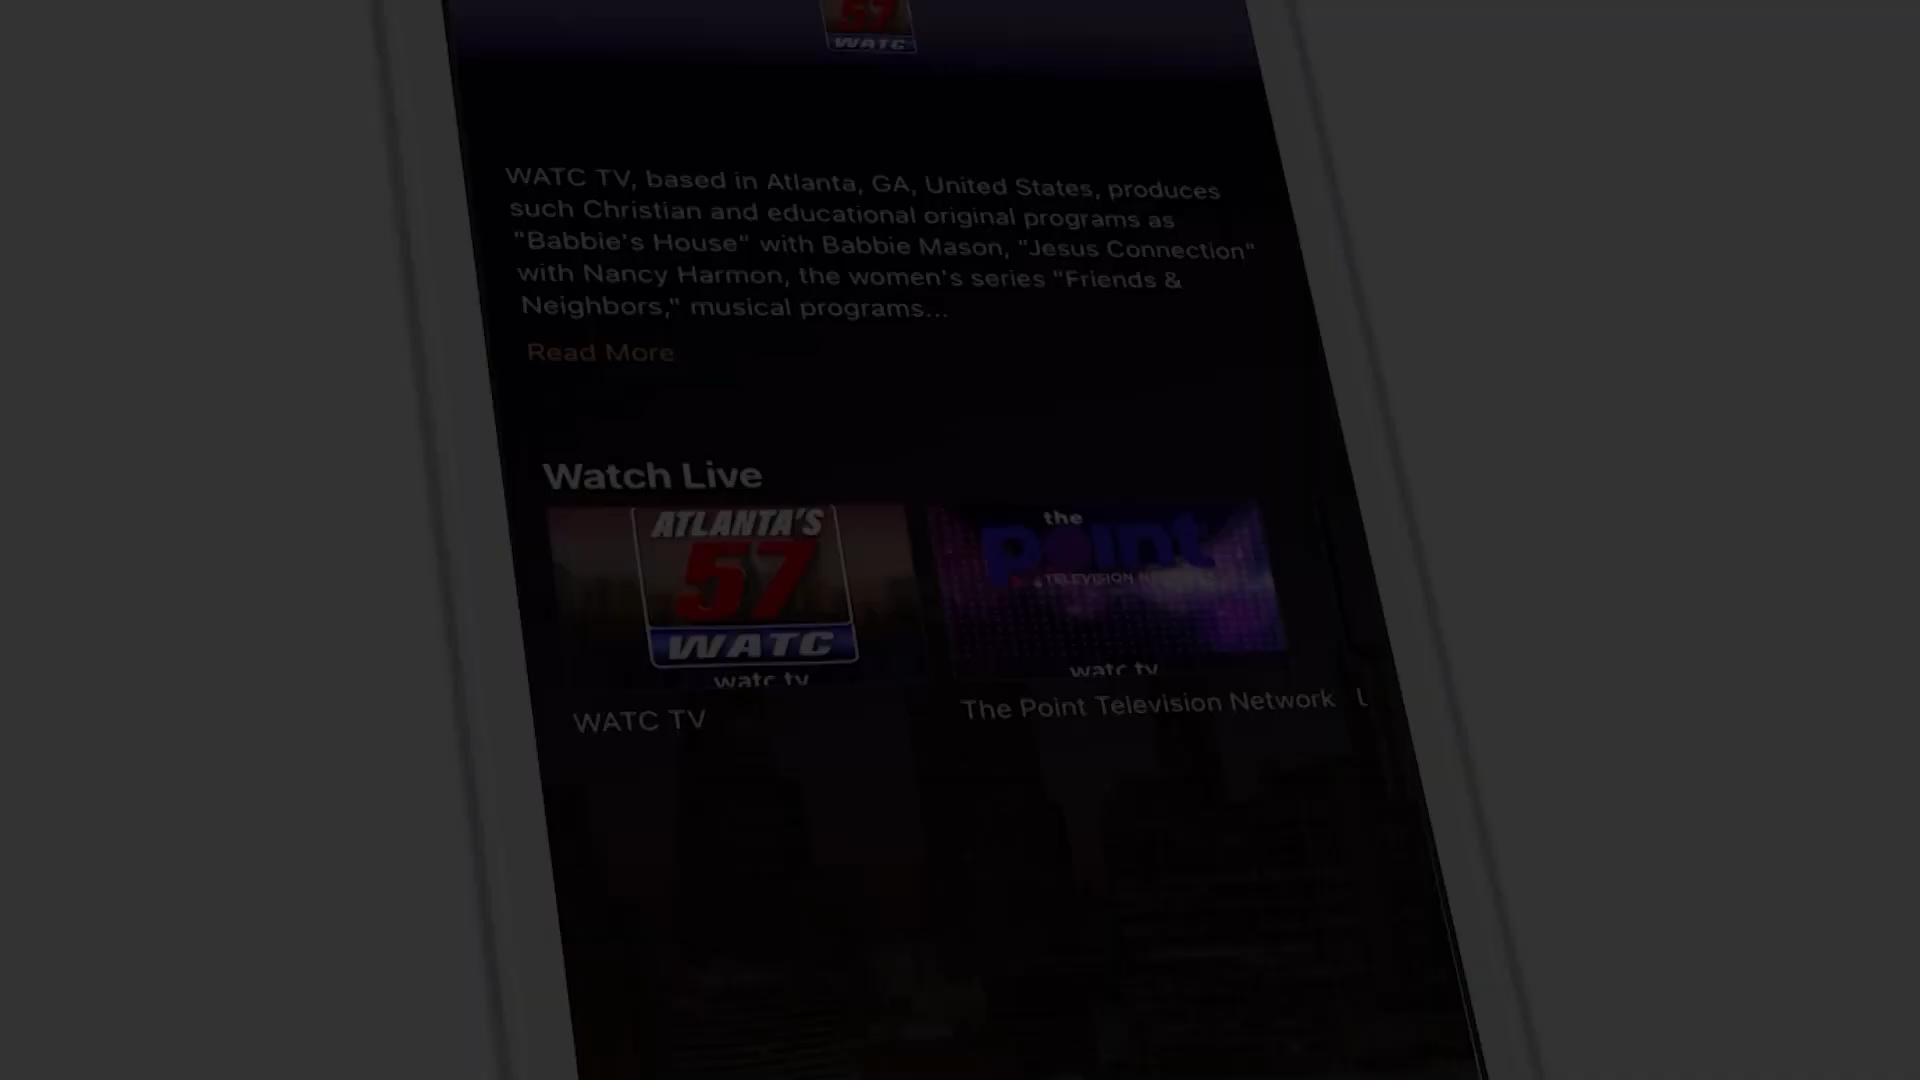 57
WATC
WATC TV, based in Atlanta, GA, United States, produces
such Christian and educational original programs as
"Babbie's House" with Babbie Mason, "Jesus Connection"
with Nancy Harmon, the women's series "Friends &
Neighbors," musical programs...
Read More
Watch Live
ATLANTA'S
57
WATC
watc tv
the
point
TELEVISION
watc tv
WATC TV
The Point Television Network
L